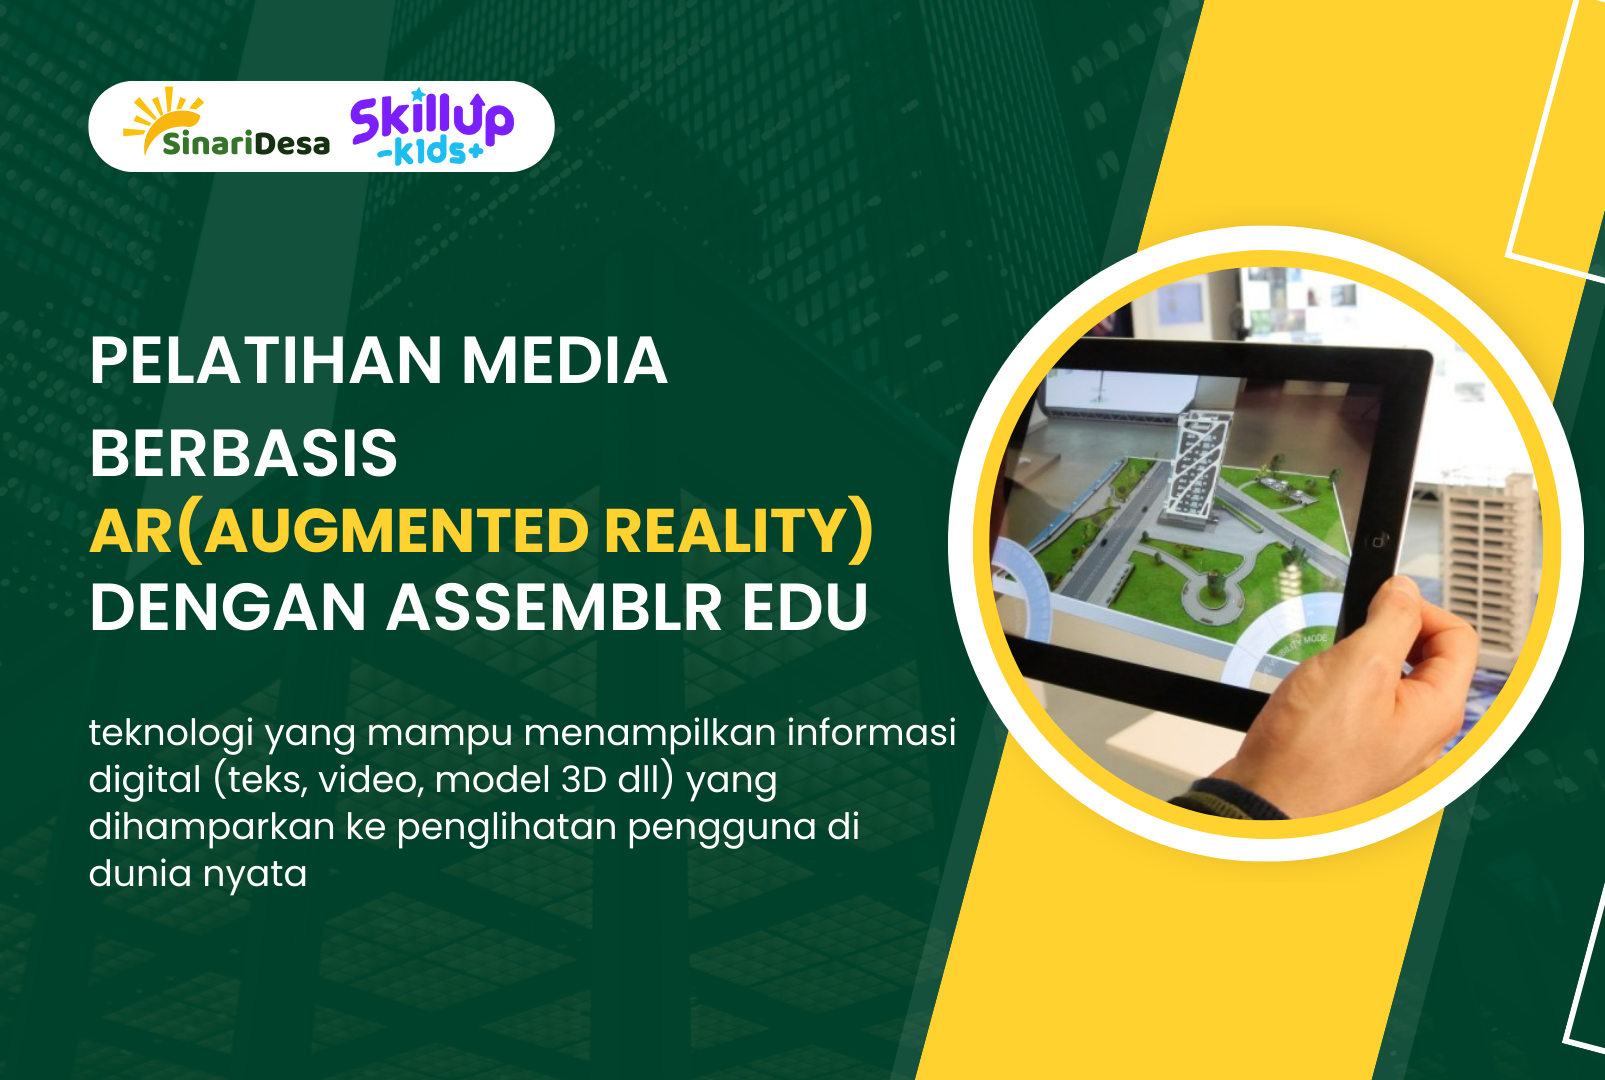 SinariDesa
SkillUp
-kids+
PELATIHAN MEDIA
BERBASIS
AR(AUGMENTED REALITY)
DENGAN ASSEMBLR EDU
teknologi yang mampu menampilkan informasi
digital (teks, video, model 3D dll) yang
dihamparkan ke penglihatan pengguna di
dunia nyata
MODE